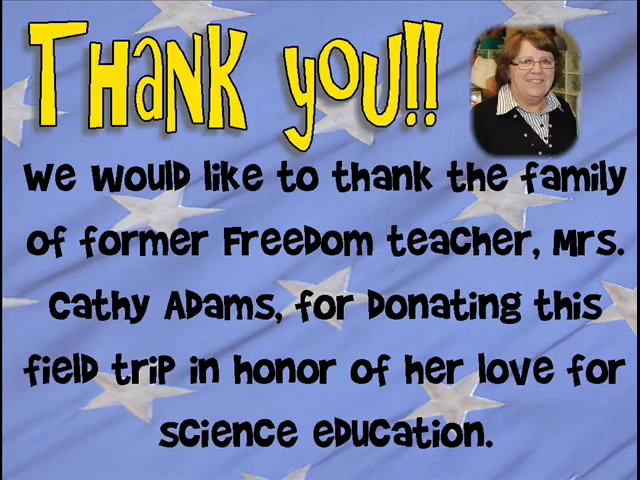 Thank you!!
We would like to thank the family
of former Freedom teacher, Mrs.
Cathy Adams, for donating this
field trip in honor of her love for
science education.